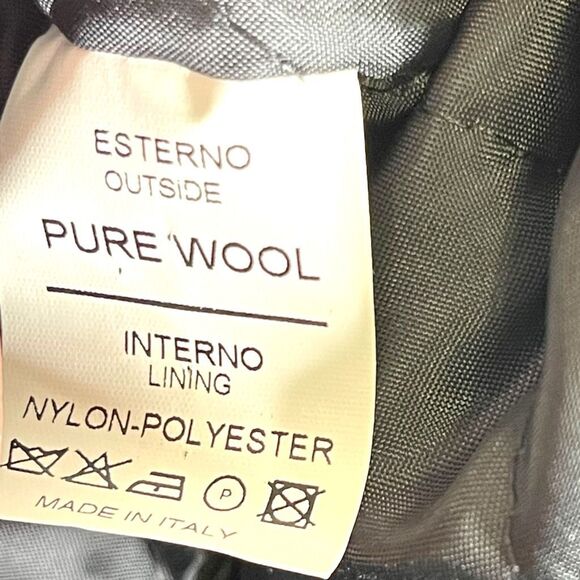 ESTERNO
OUTSIDE
PURE WOOL
INTERNO
LINING
NYLON-POLYESTER
P
MADE IN ITALY